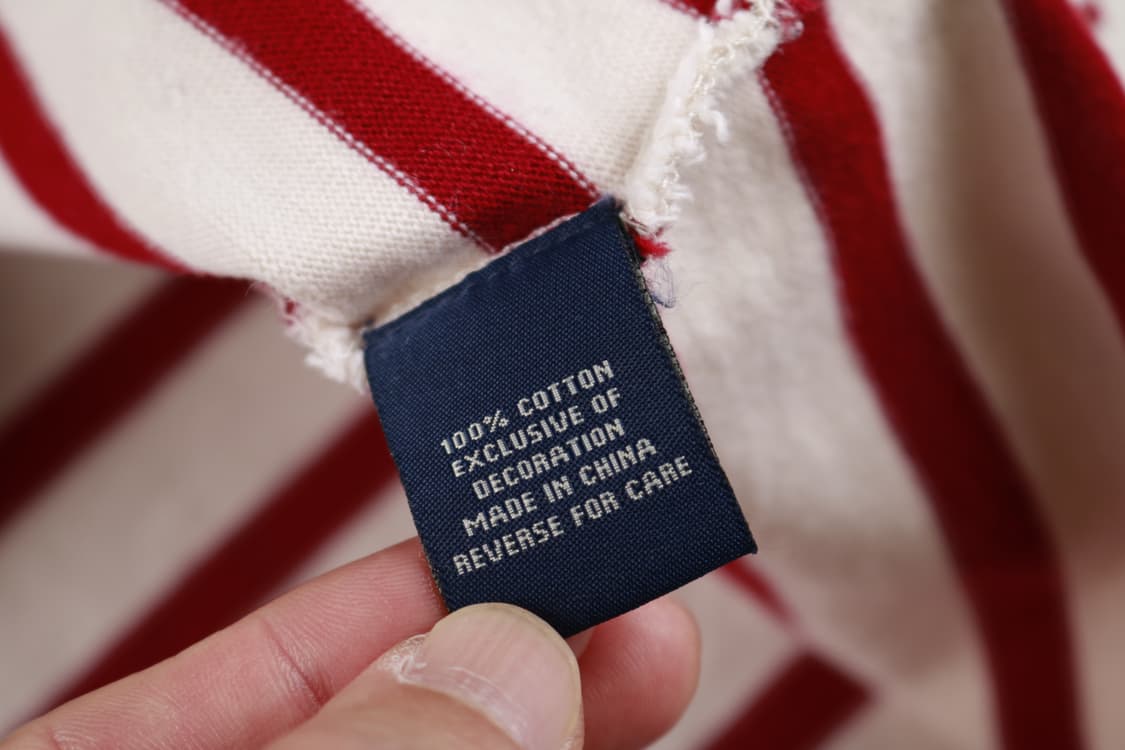 100% COTTON
EXCLUSIVE OF
DECORATION
MADE IN CHINA
REVERSE FOR CARE